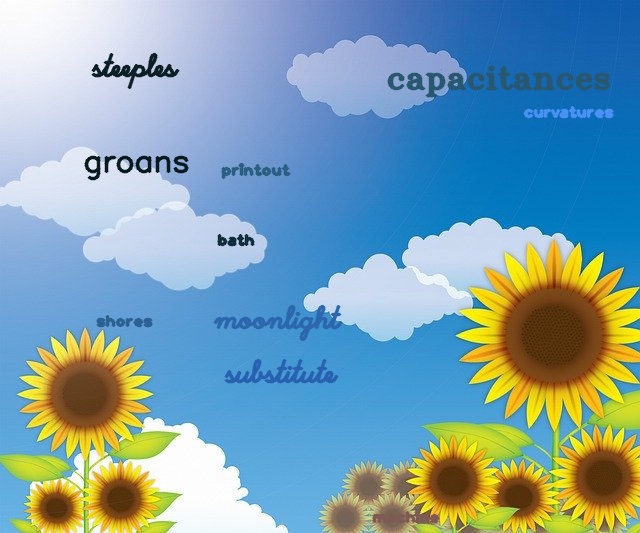 steeples
capacitances
curvatures
groans
printout
bath
shores
moonlight
substitute